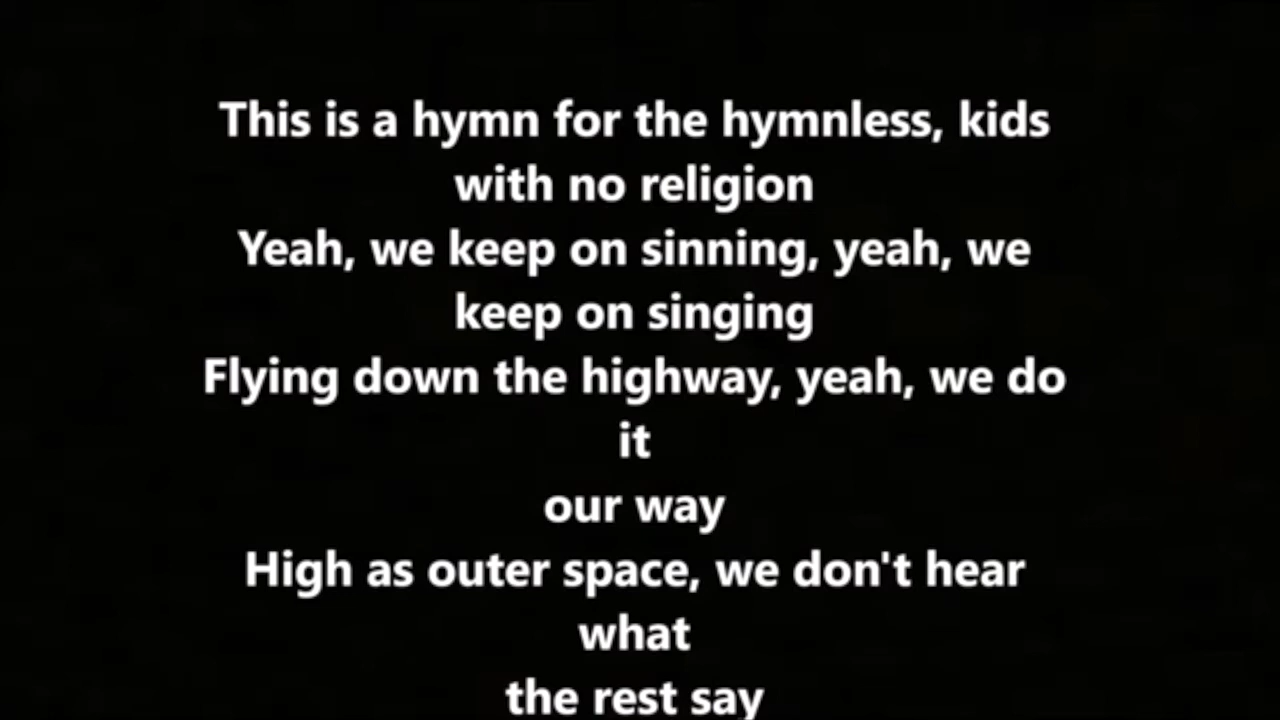 This is a hymn for the hymnless, kids
with no religion
Yeah, we keep on sinning, yeah, we
keep on singing
Flying down the highway, yeah, we do
it
our way
High as outer space, we don't hear
what
the rest say